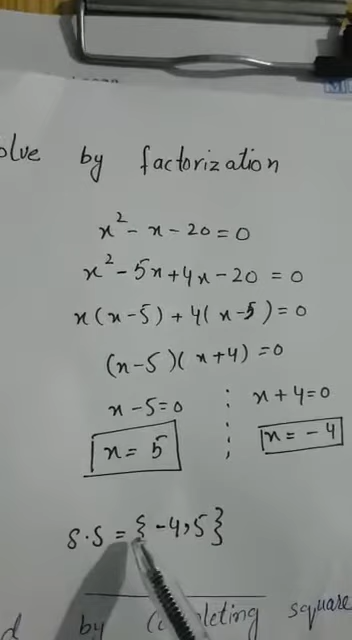 olve by factorization
x² - x - 20 = 0
x² - 5x + 4x - 20 = 0
x(x - 5) + 4(x - 5) = 0
(x - 5)(x + 4) = 0
x - 5 = 0 x + 4 = 0
x = 5 x = - 4
S.S = {-4, 5}
d by Completing square